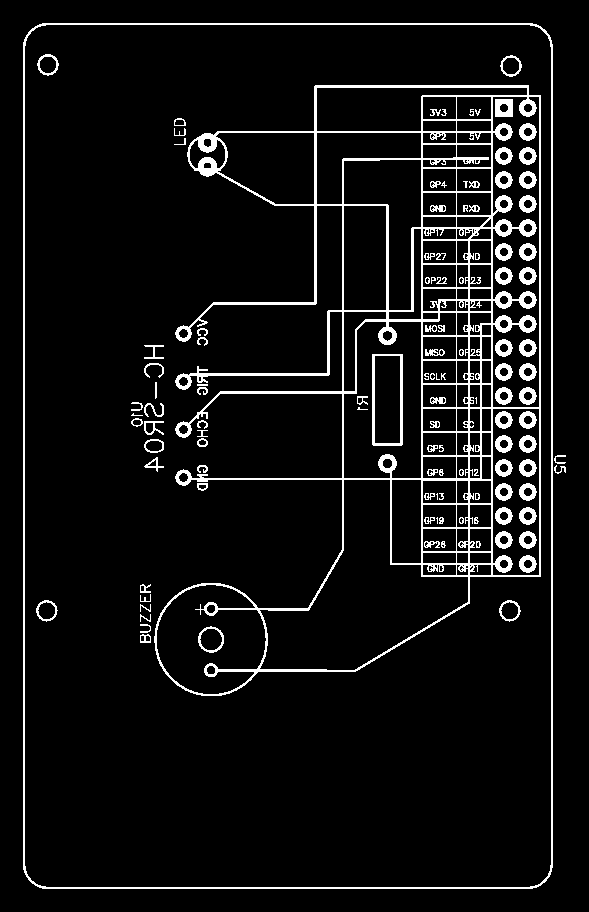 LED
3V3 5V
GP2 5V
GP3 GND
GP4 TXD
GND RXD
GP17 GP18
GP27 GND
GP22 GP23
3V3 GP24
MOSI GND
MISO GP25
SCLK CS0
GND CS1
SD SC
GP5 GND
GP6 GP12
GP13 GND
GP19 GP16
GP26 GP20
GND GP21
U5
VCC
TRIG
ECHO
GND
HC-SR04
U10
R1
BUZZER
+